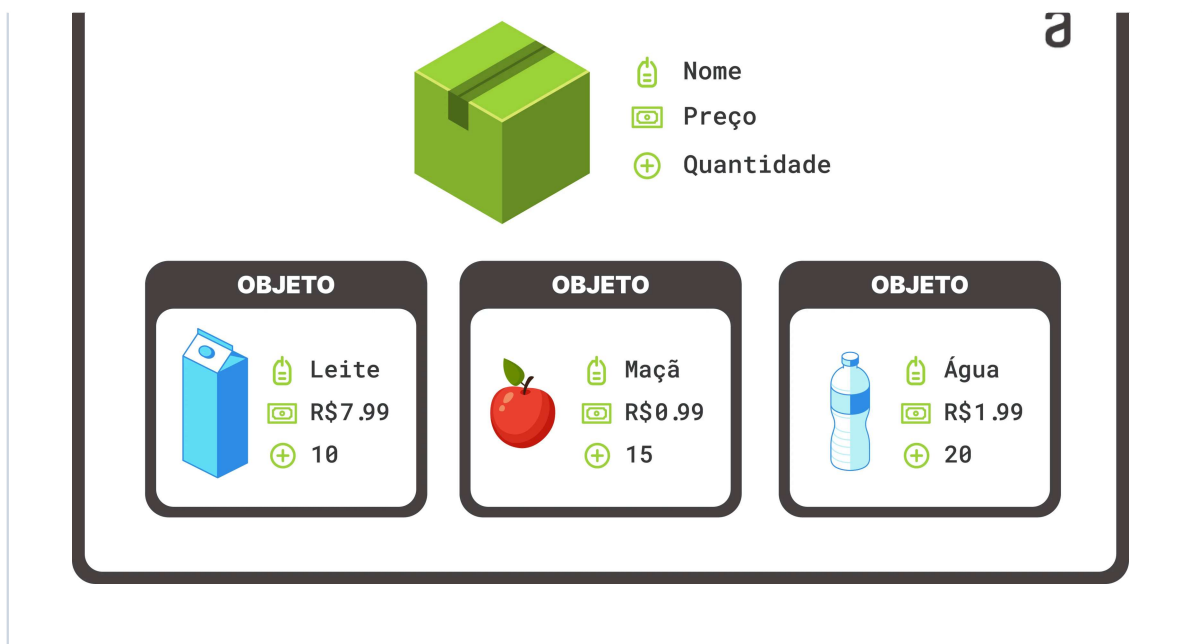 a
Nome
Preço
Quantidade
OBJETO
Leite
R$7.99
10
OBJETO
Maçã
R$0.99
15
OBJETO
Água
R$1.99
20